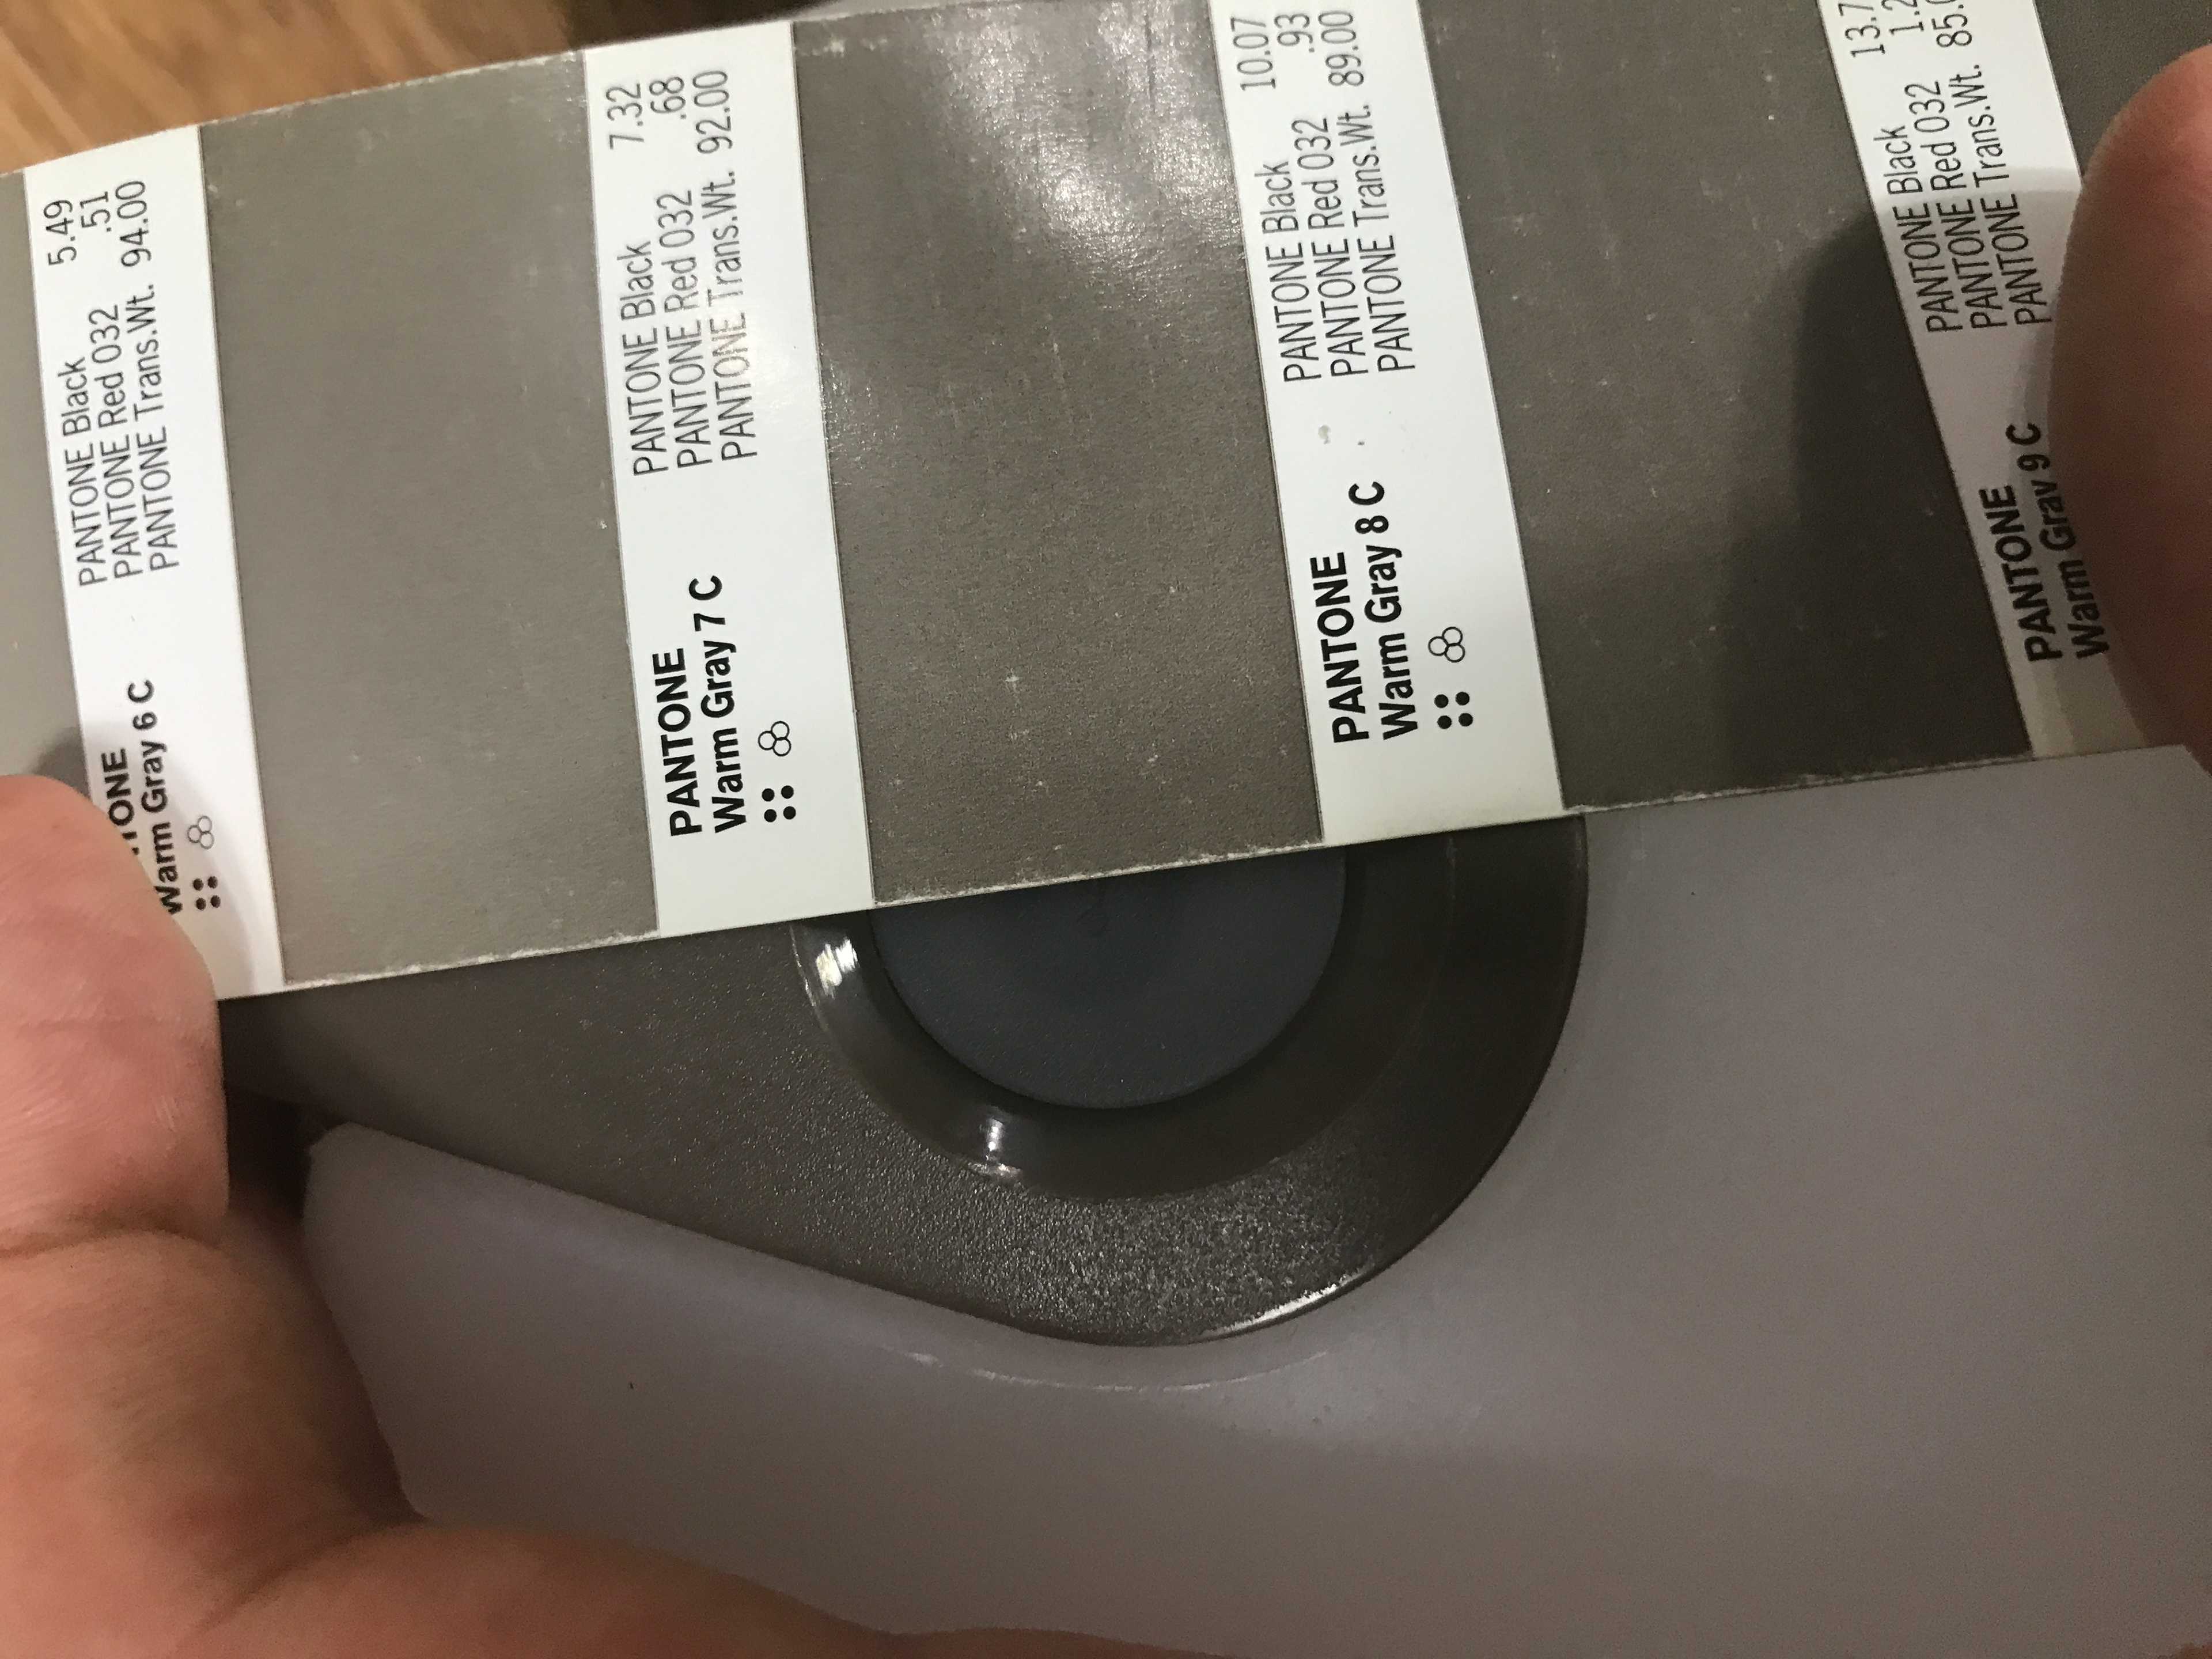 PANTONE Black 5.49
PANTONE Red 032 .51
PANTONE Trans.Wt. 94.00
Warm Gray 6 C
PANTONE Black 7.32
PANTONE Red 032 .68
PANTONE Trans.Wt. 92.00
PANTONE
Warm Gray 7 C
PANTONE Black 10.07
PANTONE Red 032 .93
PANTONE Trans.Wt. 89.00
PANTONE
Warm Gray 8 C
PANTONE Black
PANTONE Red 032
PANTONE Trans.Wt.
PANTONE
Warm Gray 9 C